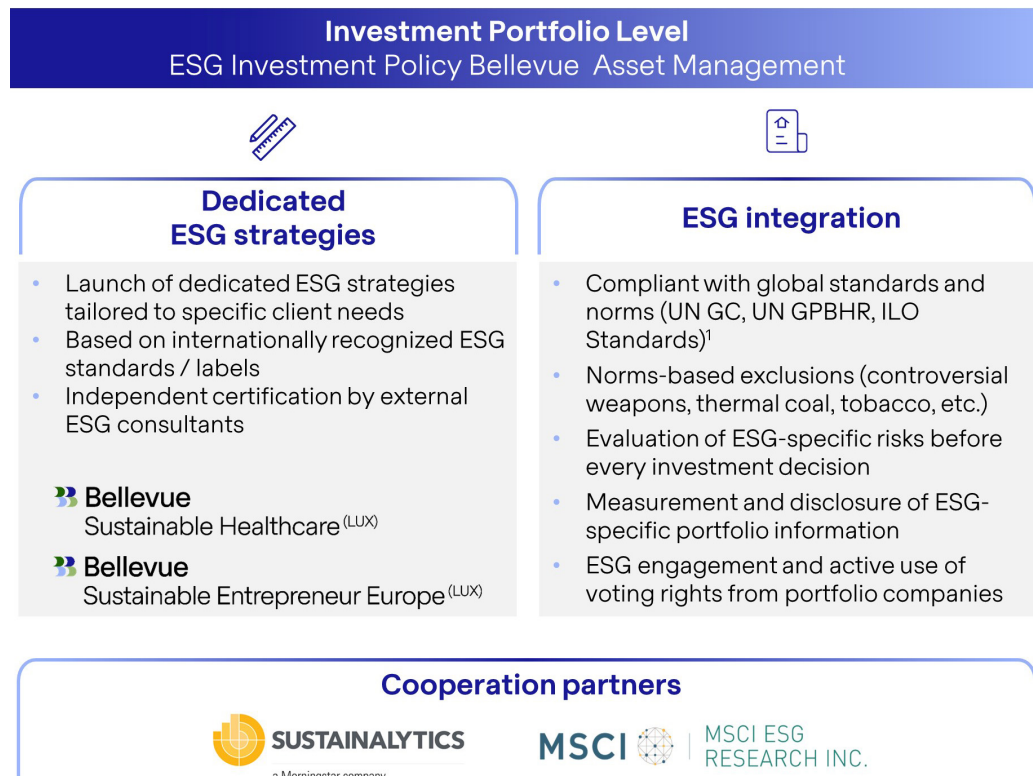 Investment Portfolio Level
ESG Investment Policy Bellevue Asset Management
Dedicated
ESG strategies
• Launch of dedicated ESG strategies
tailored to specific client needs
• Based on internationally recognized ESG
standards / labels
• Independent certification by external
ESG consultants
Bellevue
Sustainable Healthcare (LUX)
Bellevue
Sustainable Entrepreneur Europe (LUX)
ESG integration
• Compliant with global standards and
norms (UN GC, UN GPBHR, ILO
Standards)¹
• Norms-based exclusions (controversial
weapons, thermal coal, tobacco, etc.)
• Evaluation of ESG-specific risks before
every investment decision
• Measurement and disclosure of ESG-
specific portfolio information
• ESG engagement and active use of
voting rights from portfolio companies
Cooperation partners
SUSTAINALYTICS
a Morningstar company
MSCI
MSCI ESG
RESEARCH INC.